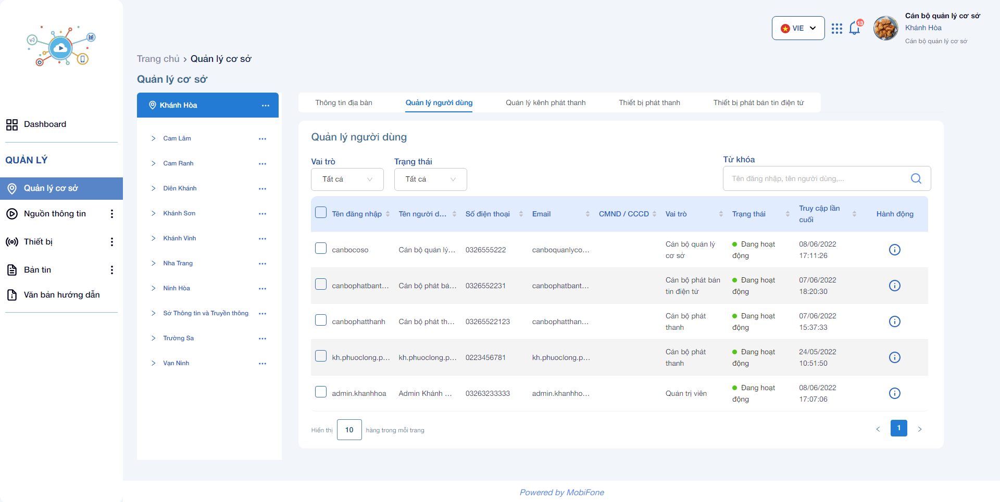 VIE
13
Cán bộ quản lý cơ sở
Khánh Hòa
Cán bộ quản lý cơ sở
Trang chủ › Quản lý cơ sở
Quản lý cơ sở
Dashboard
QUẢN LÝ
Quản lý cơ sở
Nguồn thông tin
Thiết bị
Bản tin
Văn bản hướng dẫn
Khánh Hòa
Cam Lâm
Cam Ranh
Diên Khánh
Khánh Sơn
Khánh Vĩnh
Nha Trang
Ninh Hòa
Sở Thông tin và Truyền thông
Trường Sa
Vạn Ninh
Thông tin địa bàn
Quản lý người dùng
Quản lý kênh phát thanh
Thiết bị phát thanh
Thiết bị phát bản tin điện tử
Quản lý người dùng
Vai trò
Tất cả
Trạng thái
Tất cả
Từ khóa
Tên đăng nhập, tên người dùng,...
Tên đăng nhập Tên người d... Số điện thoại Email CMND / CCCD Vai trò Trạng thái Truy cập lần Hành động
cuối
canbocoso Cán bộ quản lý... 0326555222 canboquanlyco... Cán bộ quản lý Đang hoạt 08/06/2022
cơ sở động 17:11:26
canbophatbant... Cán bộ phát bả... 0326552231 canbophatbant... Cán bộ phát bản Đang hoạt 07/06/2022
tin điện tử động 18:20:30
canbophatthanh Cán bộ phát th... 03265522123 canbophatthan... Cán bộ phát Đang hoạt 07/06/2022
thanh động 15:37:33
kh.phuoclong.p... kh.phuoclong.p... 0223456781 kh.phuoclong.p... Cán bộ phát Đang hoạt 24/05/2022
thanh động 10:51:50
admin.khanhhoa Admin Khánh ... 03263233333 admin.khanhho... Quản trị viên Đang hoạt 08/06/2022
động 17:07:06
Hiển thị 10 hàng trong mỗi trang
< 1 >
Powered by MobiFone